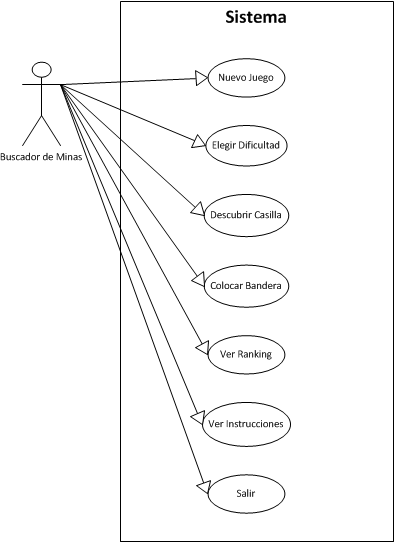 Sistema
Nuevo Juego
Elegir Dificultad
Buscador de Minas
Descubrir Casilla
Colocar Bandera
Ver Ranking
Ver Instrucciones
Salir